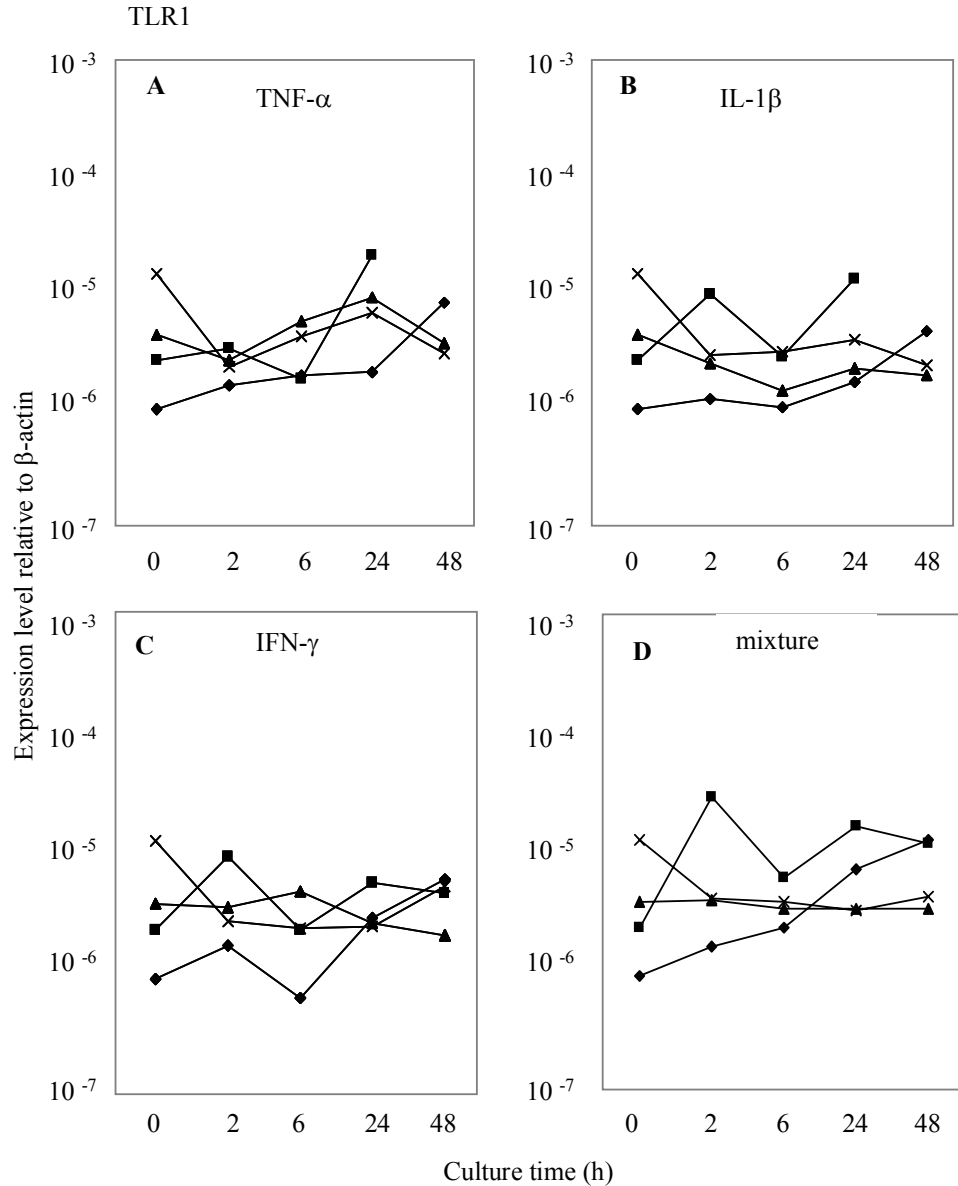 TLR1
A TNF-α
10 -3
10 -4
10 -5
10 -6
10 -7
0 2 6 24 48
B IL-1β
10 -3
10 -4
10 -5
10 -6
10 -7
0 2 6 24 48
C IFN-γ
10 -3
10 -4
10 -5
10 -6
10 -7
0 2 6 24 48
D mixture
10 -3
10 -4
10 -5
10 -6
10 -7
0 2 6 24 48
Expression level relative to β-actin
Culture time (h)